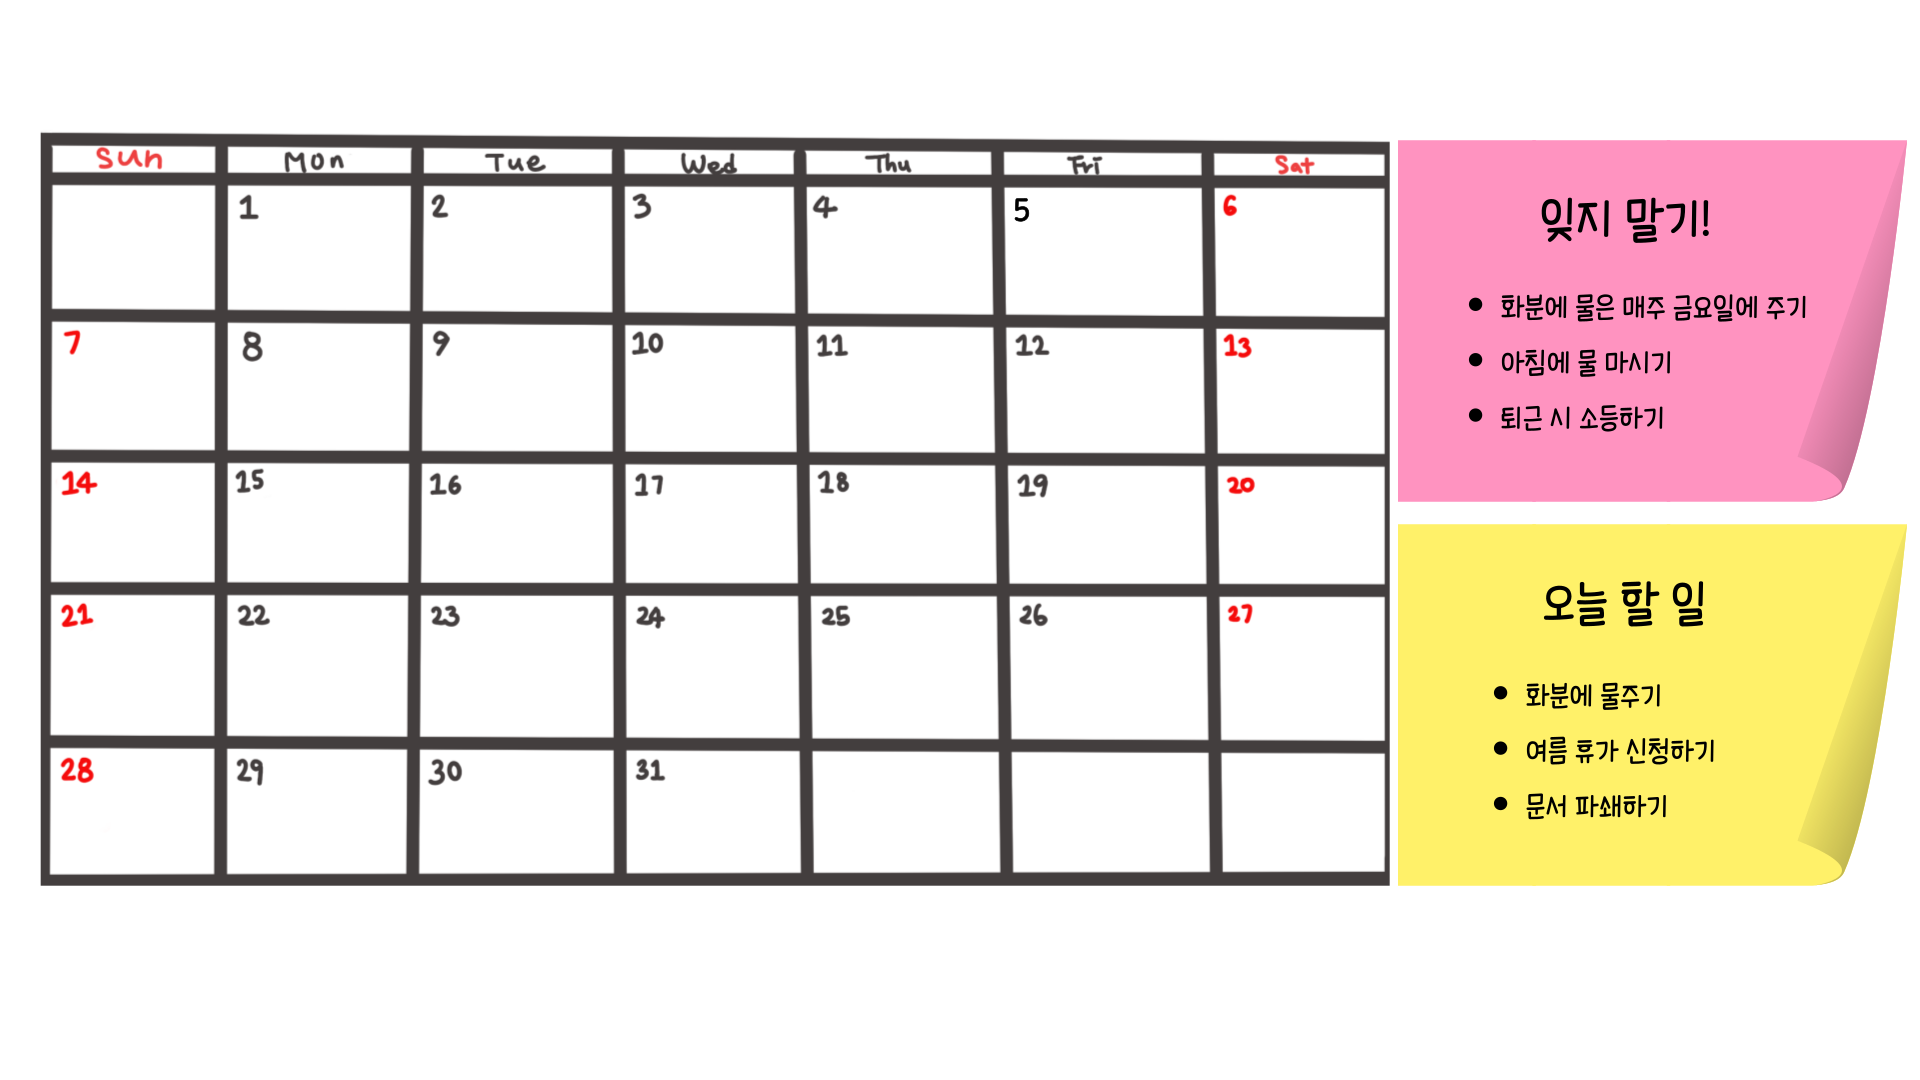 Sun Mon Tue Wed Thu Fri Sat
1 2 3 4 5 6
7 8 9 10 11 12 13
14 15 16 17 18 19 20
21 22 23 24 25 26 27
28 29 30 31
잊지 말기!
● 화분에 물은 매주 금요일에 주기
● 아침에 물 마시기
● 퇴근 시 소등하기
오늘 할 일
● 화분에 물주기
● 여름 휴가 신청하기
● 문서 파쇄하기